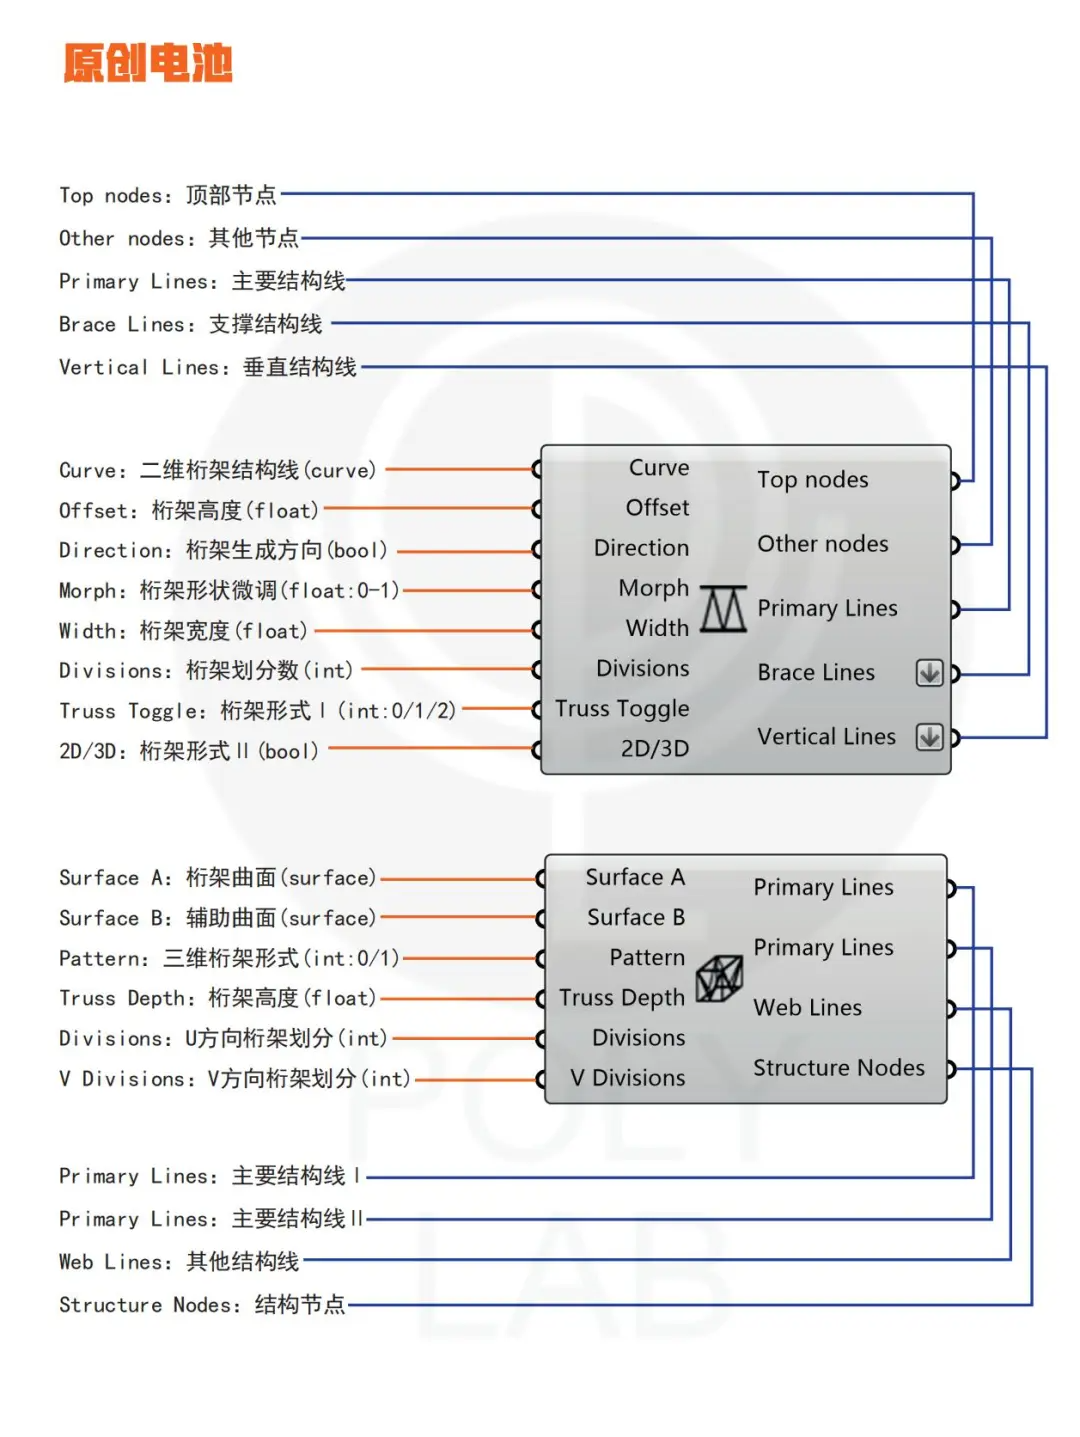 原创电池
Top nodes：顶部节点
Other nodes：其他节点
Primary Lines：主要结构线
Brace Lines：支撑结构线
Vertical Lines：垂直结构线
Curve：二维桁架结构线(curve)
Offset：桁架高度(float)
Direction：桁架生成方向(bool)
Morph：桁架形状微调(float:0-1)
Width：桁架宽度(float)
Divisions：桁架划分数(int)
Truss Toggle：桁架形式Ⅰ(int:0/1/2)
2D/3D：桁架形式Ⅱ(bool)
Curve
Offset
Direction
Morph
Width
Divisions
Truss Toggle
2D/3D
Top nodes
Other nodes
Primary Lines
Brace Lines
Vertical Lines
Surface A：桁架曲面(surface)
Surface B：辅助曲面(surface)
Pattern：三维桁架形式(int:0/1)
Truss Depth：桁架高度(float)
Divisions：U方向桁架划分(int)
V Divisions：V方向桁架划分(int)
Surface A
Surface B
Pattern
Truss Depth
Divisions
V Divisions
Primary Lines
Primary Lines
Web Lines
Structure Nodes
Primary Lines：主要结构线Ⅰ
Primary Lines：主要结构线Ⅱ
Web Lines：其他结构线
Structure Nodes：结构节点
POLY
LAB